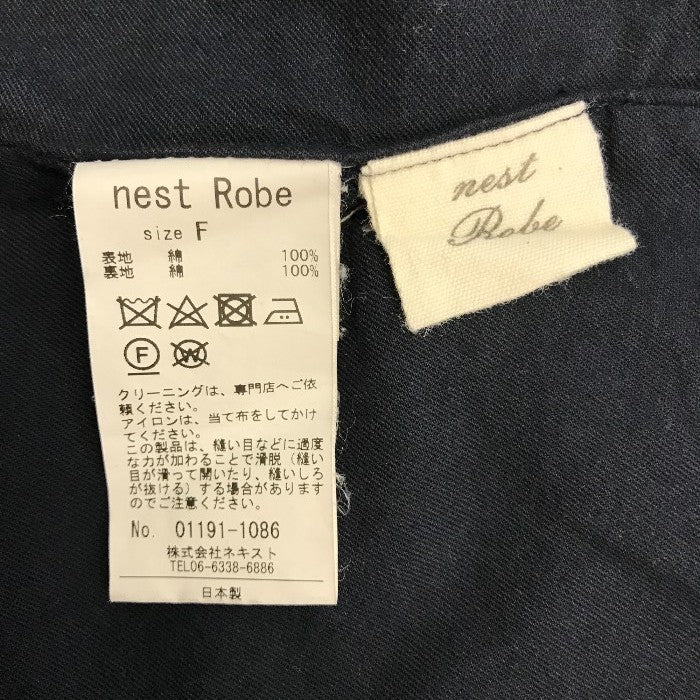 nest Robe
size F
表地 綿 100%
裏地 綿 100%
F W
クリーニングは、専門店へご依
頼ください。
アイロンは、当て布をしてかけ
てください。
この製品は、縫い目などに過度
な力が加わることで滑脱（縫い
目が滑って開いたり、縫いしろ
が抜ける）する場合があります
のでご注意ください。
No. 01191-1086
株式会社ネキスト
TEL06-6338-6886
日本製
nest
Robe